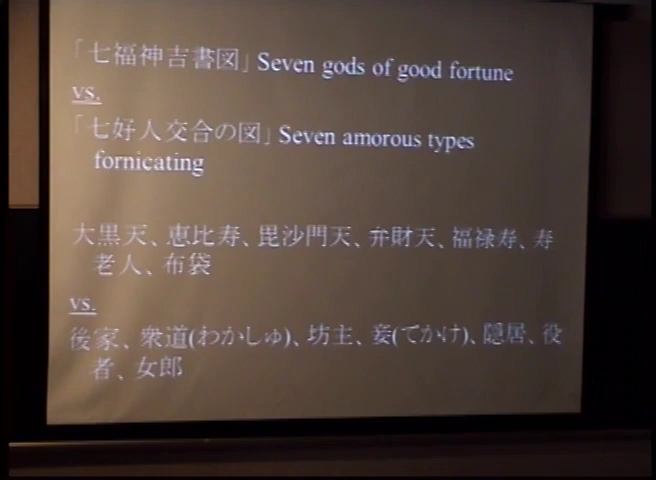 「七福神吉書図」Seven gods of good fortune
vs.
「七好人交合の図」Seven amorous types
fornicating
大黒天、恵比寿、毘沙門天、弁財天、福禄寿、寿
老人、布袋
vs.
後家、衆道(わかしゅ)、坊主、妾(てかけ)、隠居、役
者、女郎